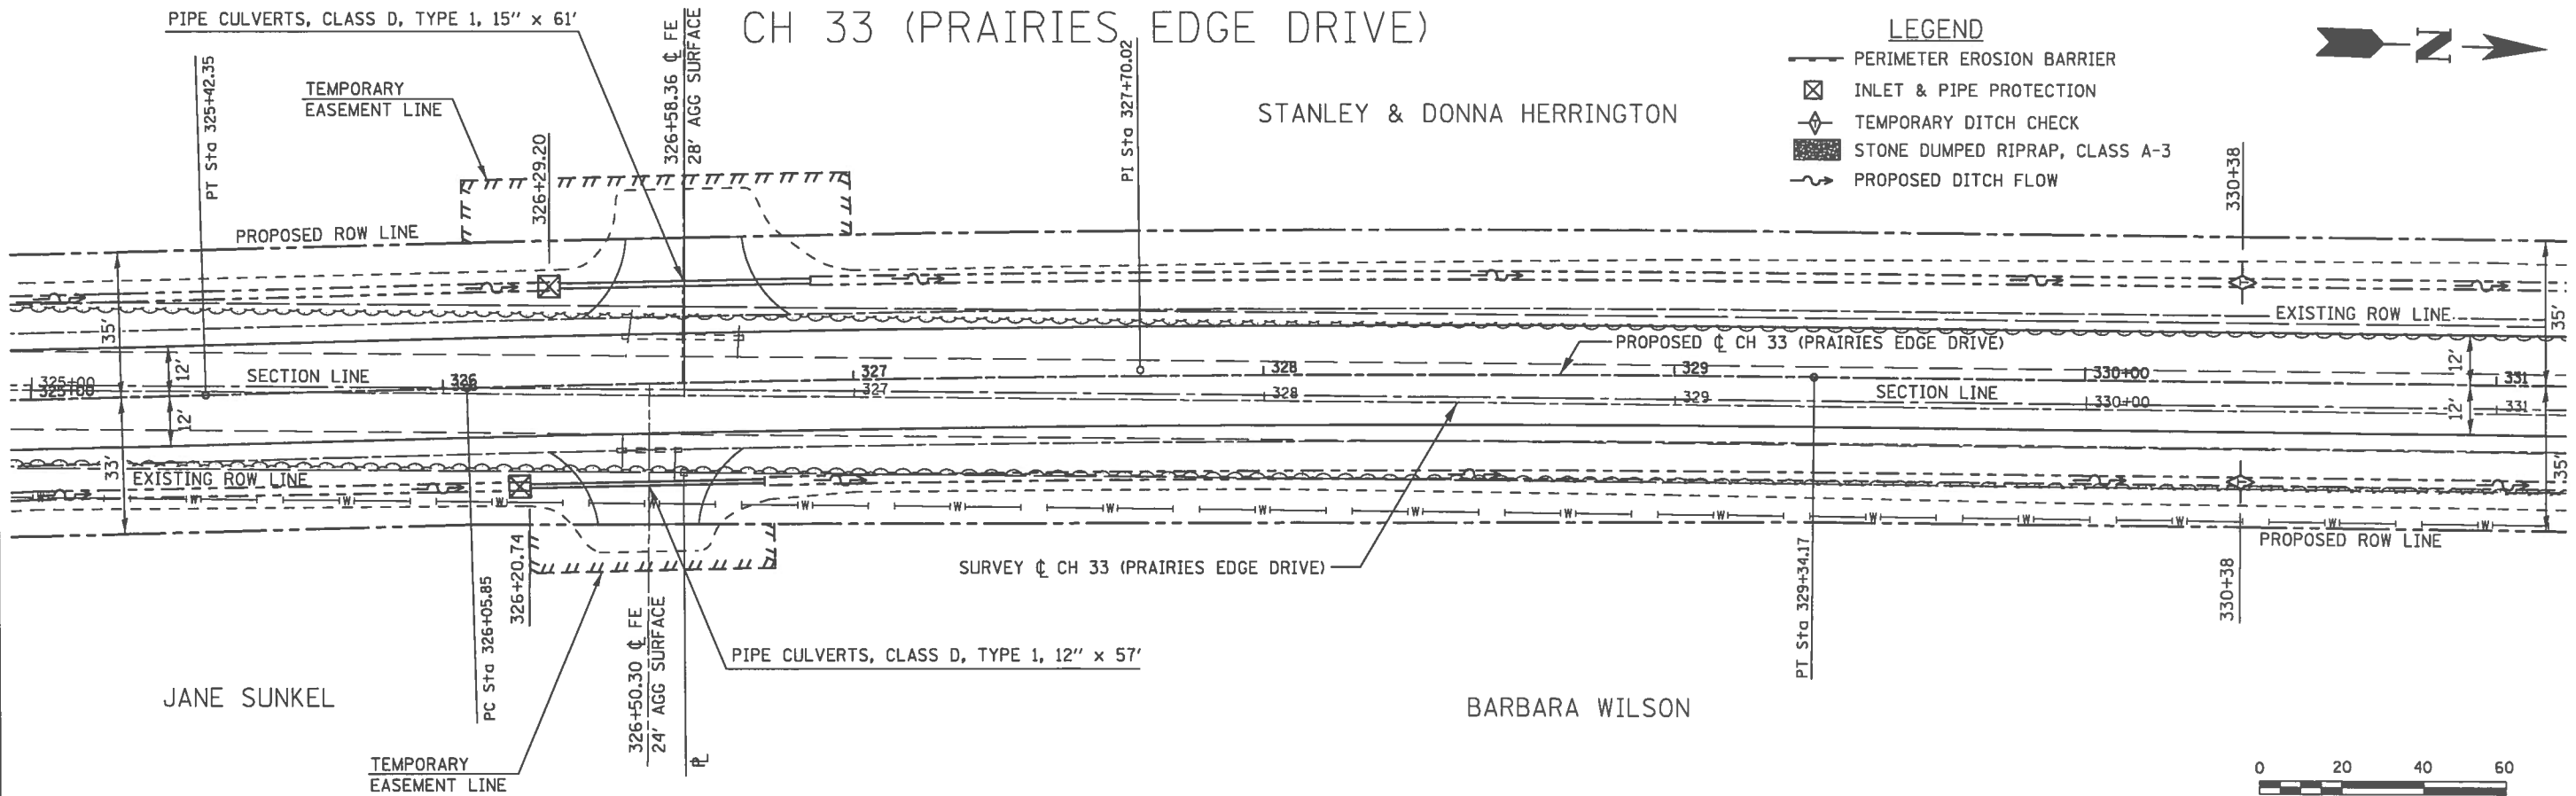 CH 33 (PRAIRIES EDGE DRIVE)
PIPE CULVERTS, CLASS D, TYPE 1, 15" x 61'
PT Sta 325+42.35
TEMPORARY
EASEMENT LINE
326+29.20
326+58.36 ℄ FE
28' AGG SURFACE
PI Sta 327+70.02
STANLEY & DONNA HERRINGTON
LEGEND
PERIMETER EROSION BARRIER
INLET & PIPE PROTECTION
T
TEMPORARY DITCH CHECK
STONE DUMPED RIPRAP, CLASS A-3
PROPOSED DITCH FLOW
N
330+38
PROPOSED ROW LINE
T
EXISTING ROW LINE
35'
35'
12'
12'
PROPOSED ℄ CH 33 (PRAIRIES EDGE DRIVE)
325+00
SECTION LINE
326
327
328
329
330+00
331
325+00
327
328
329
SECTION LINE
330+00
331
12'
12'
33'
35'
EXISTING ROW LINE
T
W W W W W W W W W W W W W W W W W
326+20.74
PC Sta 326+05.85
SURVEY ℄ CH 33 (PRAIRIES EDGE DRIVE)
PROPOSED ROW LINE
PT Sta 329+34.17
330+38
326+50.30 ℄ FE
24' AGG SURFACE
PIPE CULVERTS, CLASS D, TYPE 1, 12" x 57'
JANE SUNKEL
BARBARA WILSON
PL
TEMPORARY
EASEMENT LINE
0 20 40 60